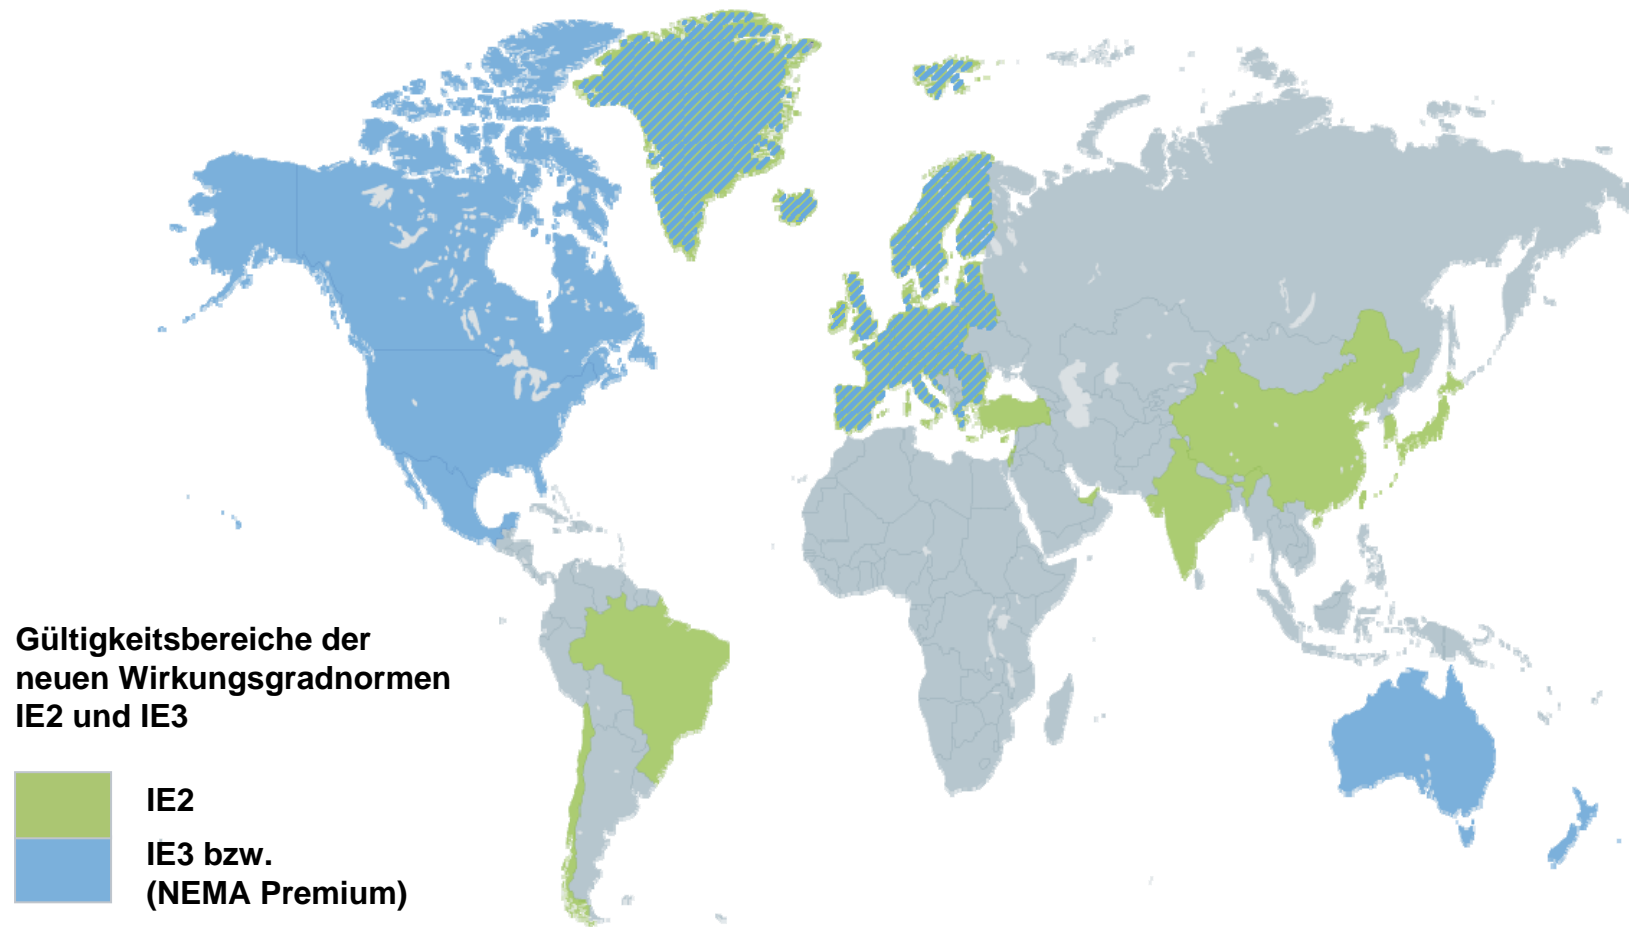 Gültigkeitsbereiche der
neuen Wirkungsgradnormen
IE2 und IE3
IE2
IE3 bzw.
(NEMA Premium)